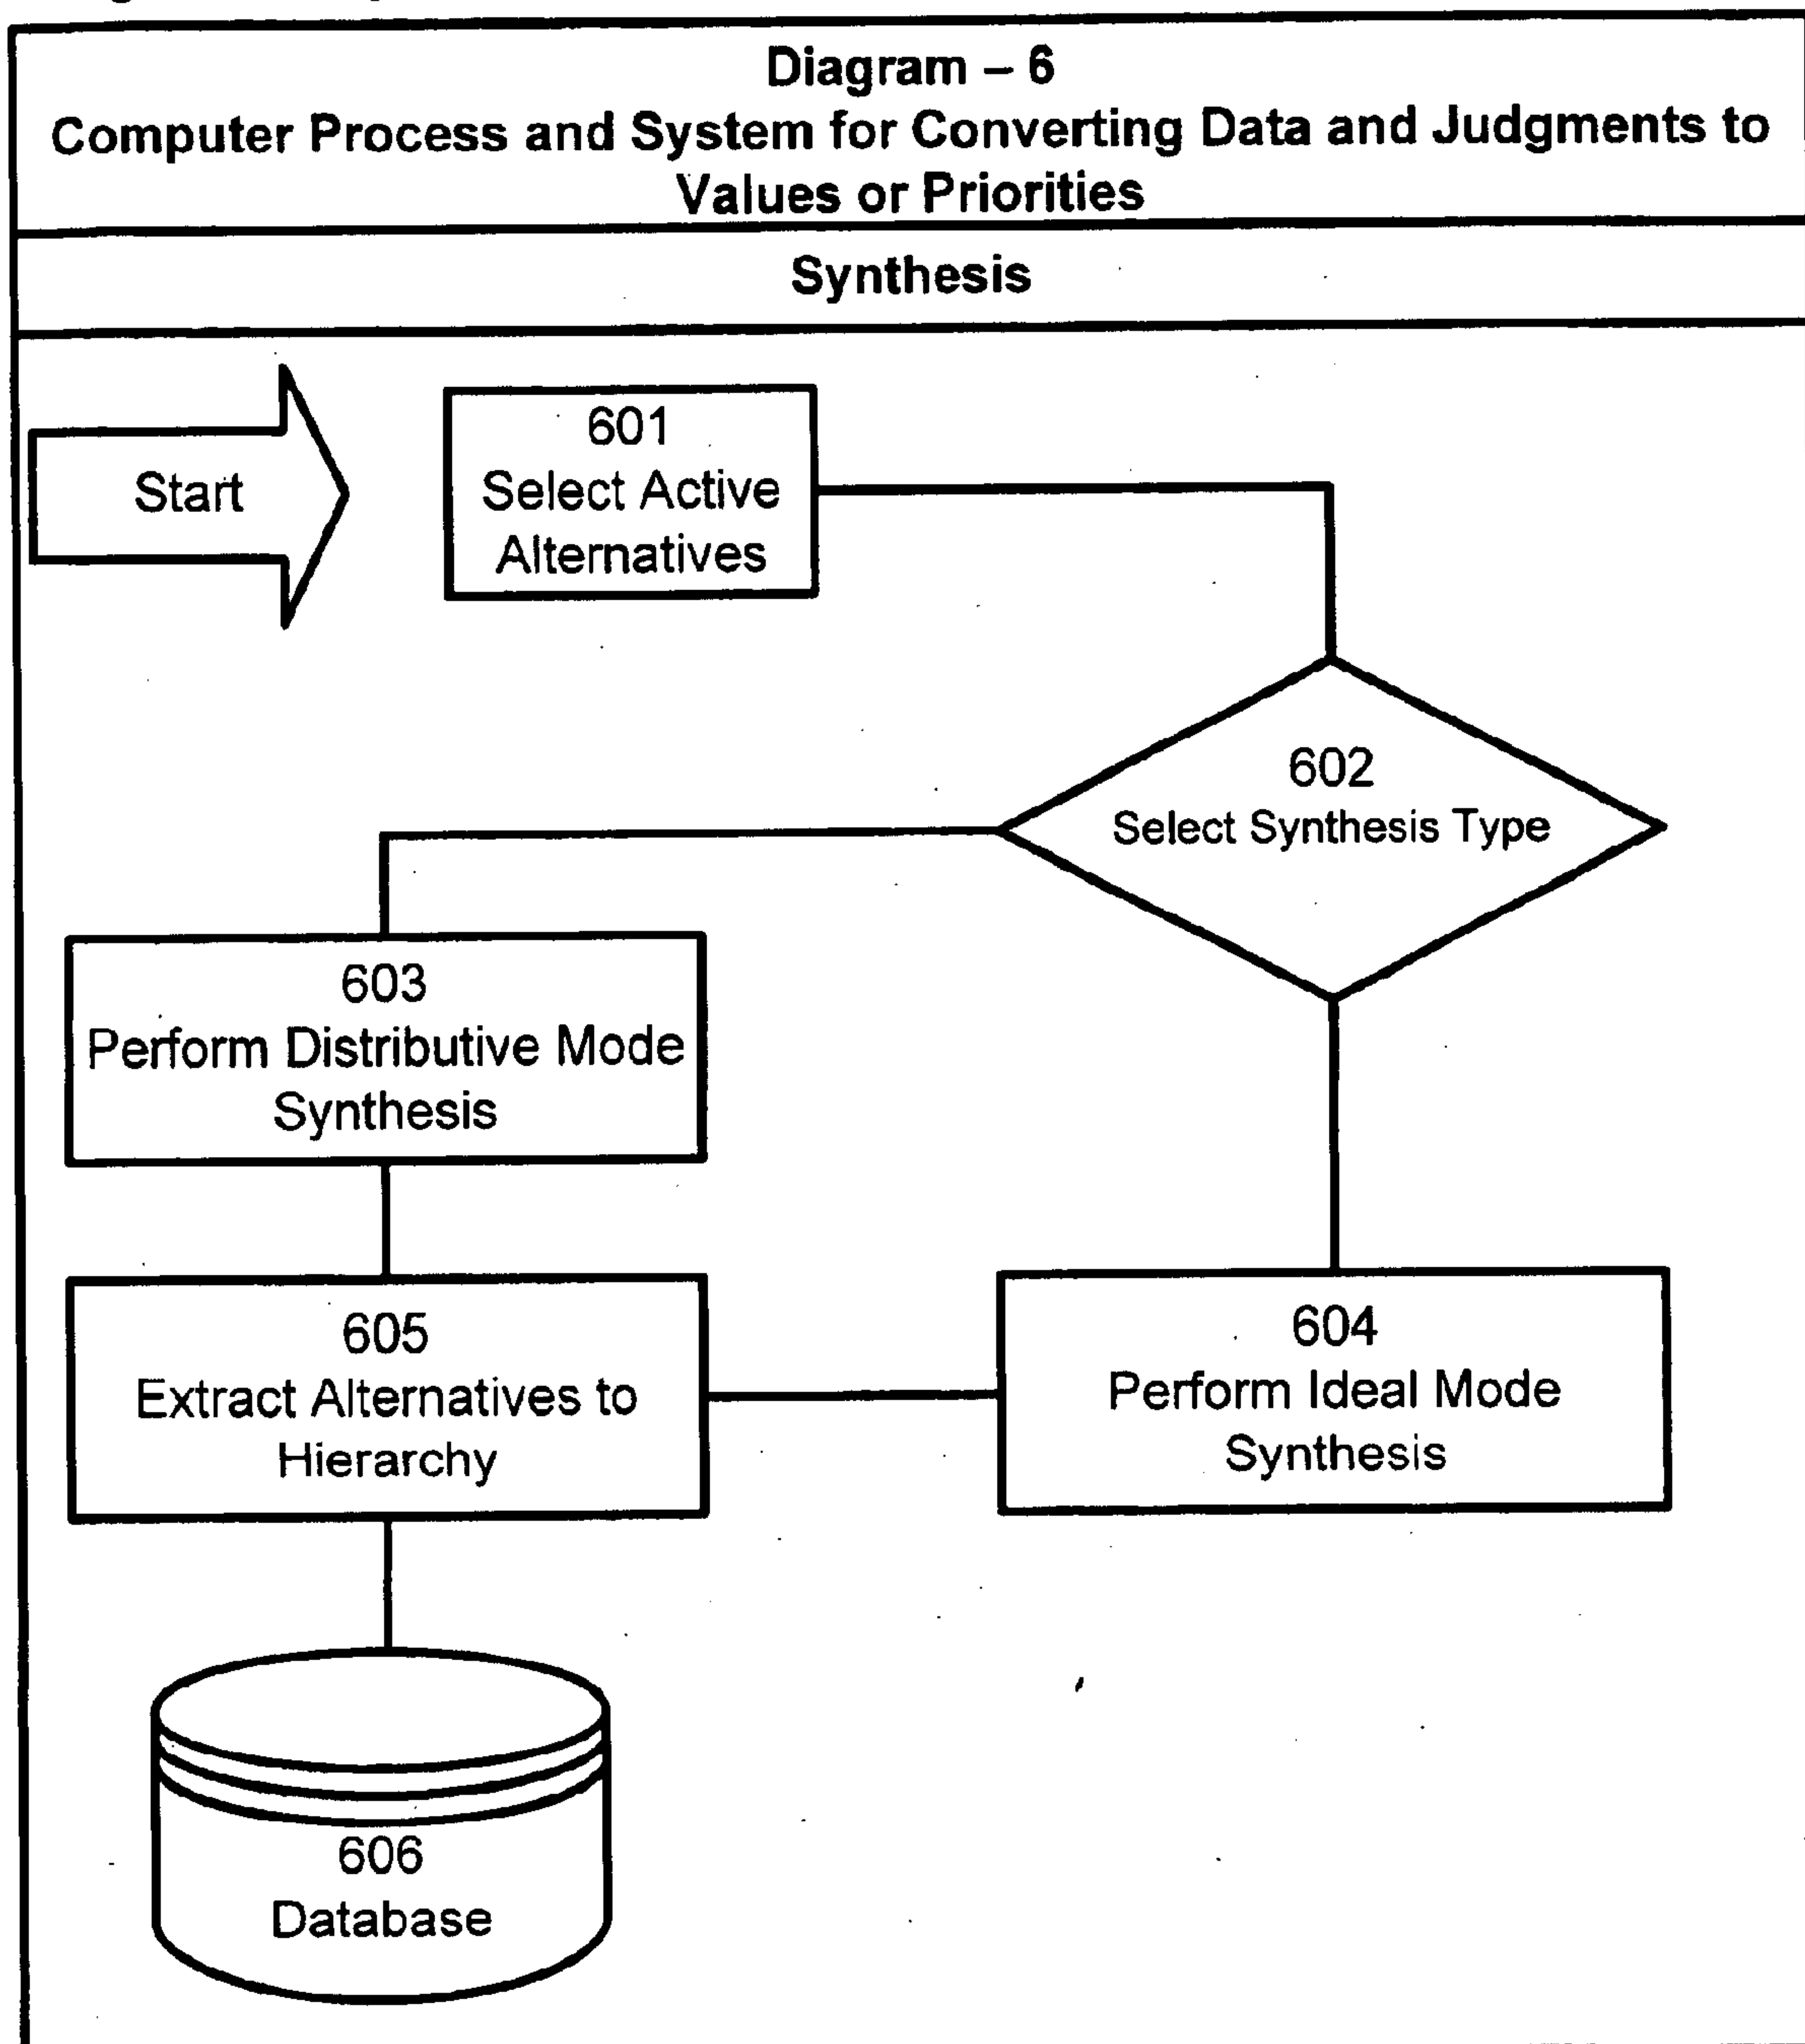 Diagram – 6
Computer Process and System for Converting Data and Judgments to
Values or Priorities
Synthesis
Start
601
Select Active
Alternatives
602
Select Synthesis Type
603
Perform Distributive Mode
Synthesis
605
Extract Alternatives to
Hierarchy
604
Perform Ideal Mode
Synthesis
606
Database